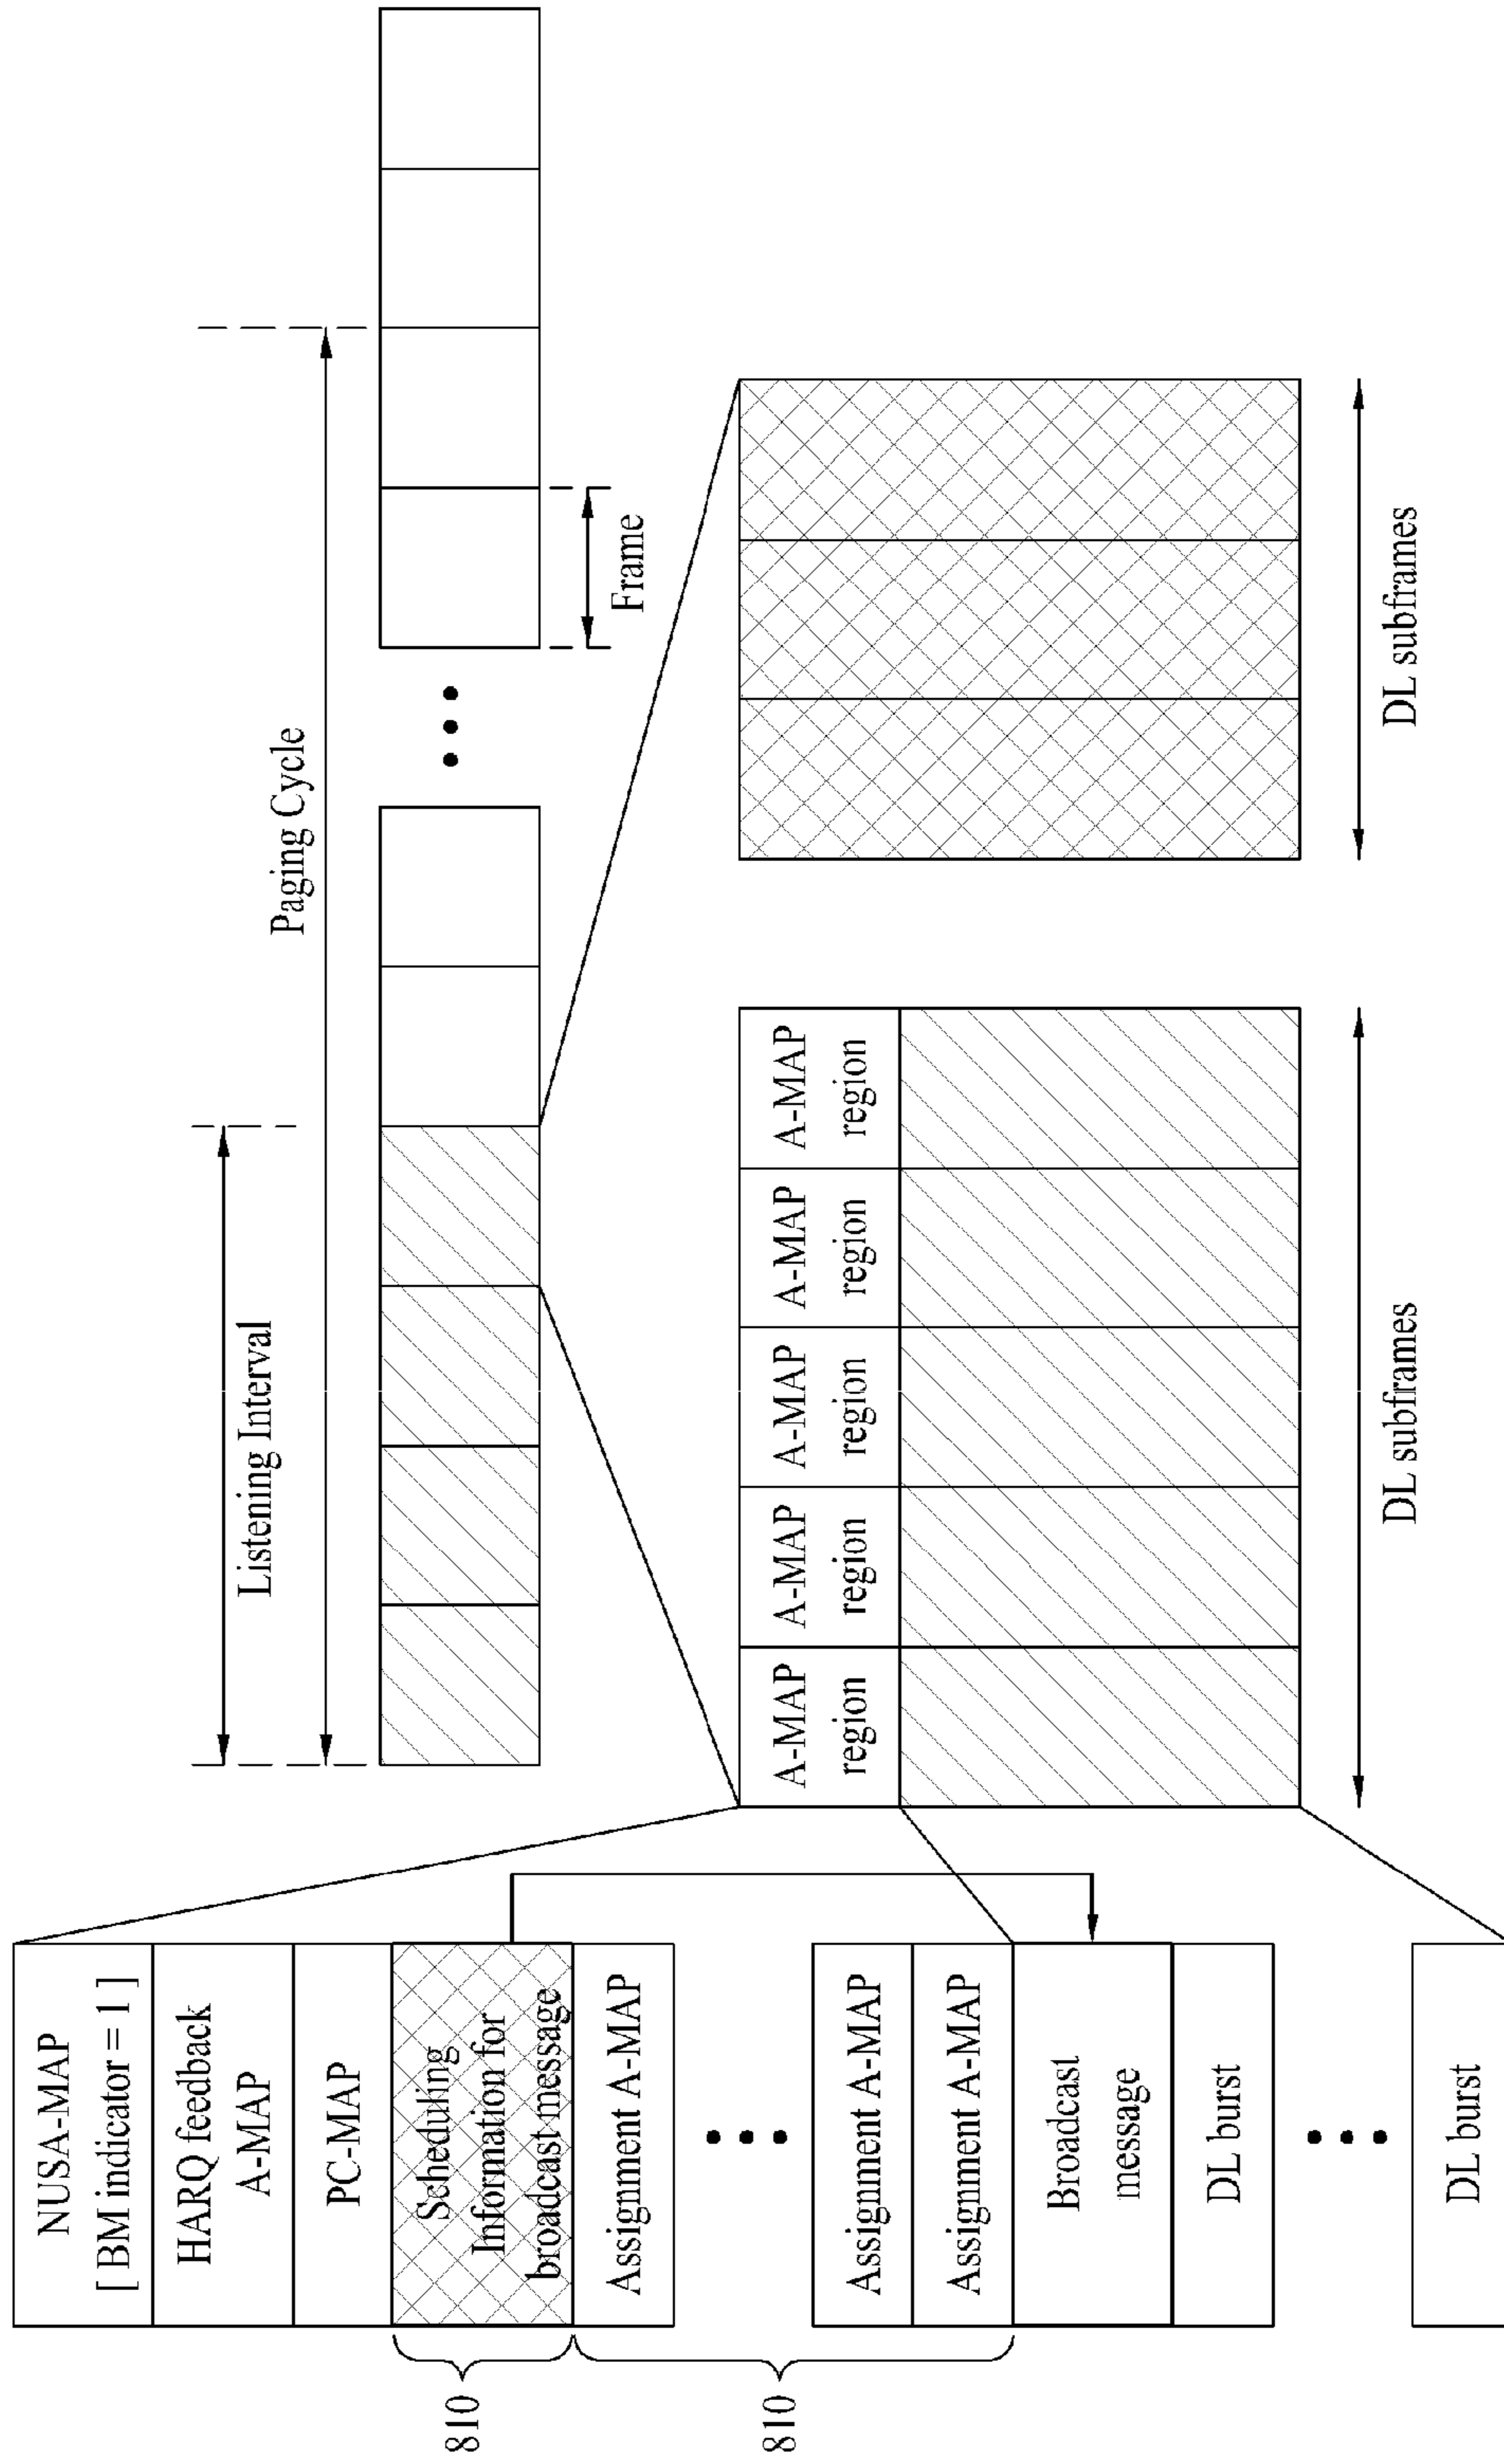 Paging Cycle
Listening Interval
Frame
A-MAP
region
A-MAP
region
A-MAP
region
A-MAP
region
A-MAP
region
DL subframes
DL subframes
NUSA-MAP
[ BM indicator = 1 ]
HARQ feedback
A-MAP
PC-MAP
Scheduling
Information for
broadcast message
Assignment A-MAP
Assignment A-MAP
Assignment A-MAP
Broadcast
message
DL burst
DL burst
810
810